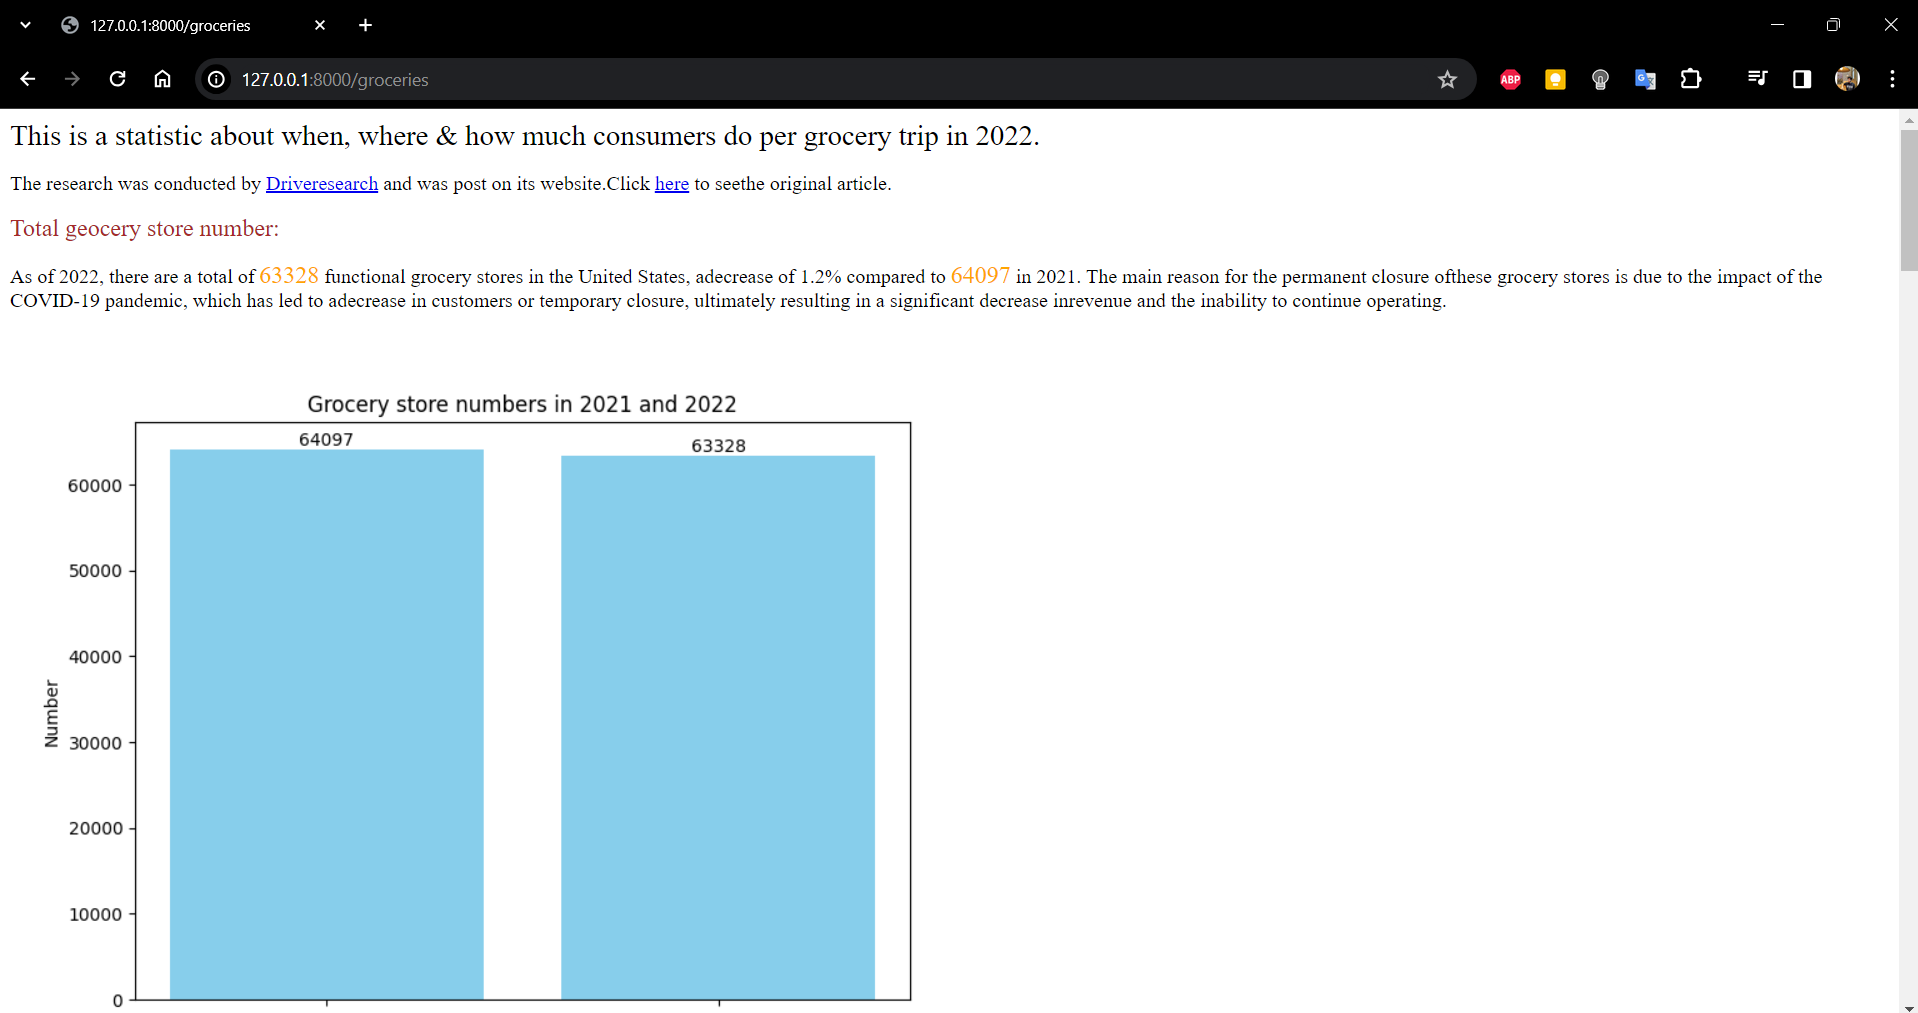 127.0.0.1:8000/groceries
127.0.0.1:8000/groceries
ABP
G
This is a statistic about when, where & how much consumers do per grocery trip in 2022.
The research was conducted by Driveresearch and was post on its website.Click here to seethe original article.
Total geocery store number:
As of 2022, there are a total of 63328 functional grocery stores in the United States, adecrease of 1.2% compared to 64097 in 2021. The main reason for the permanent closure ofthese grocery stores is due to the impact of the
COVID-19 pandemic, which has led to adecrease in customers or temporary closure, ultimately resulting in a significant decrease inrevenue and the inability to continue operating.
Grocery store numbers in 2021 and 2022
64097
63328
60000
50000
40000
Number
30000
20000
10000
0